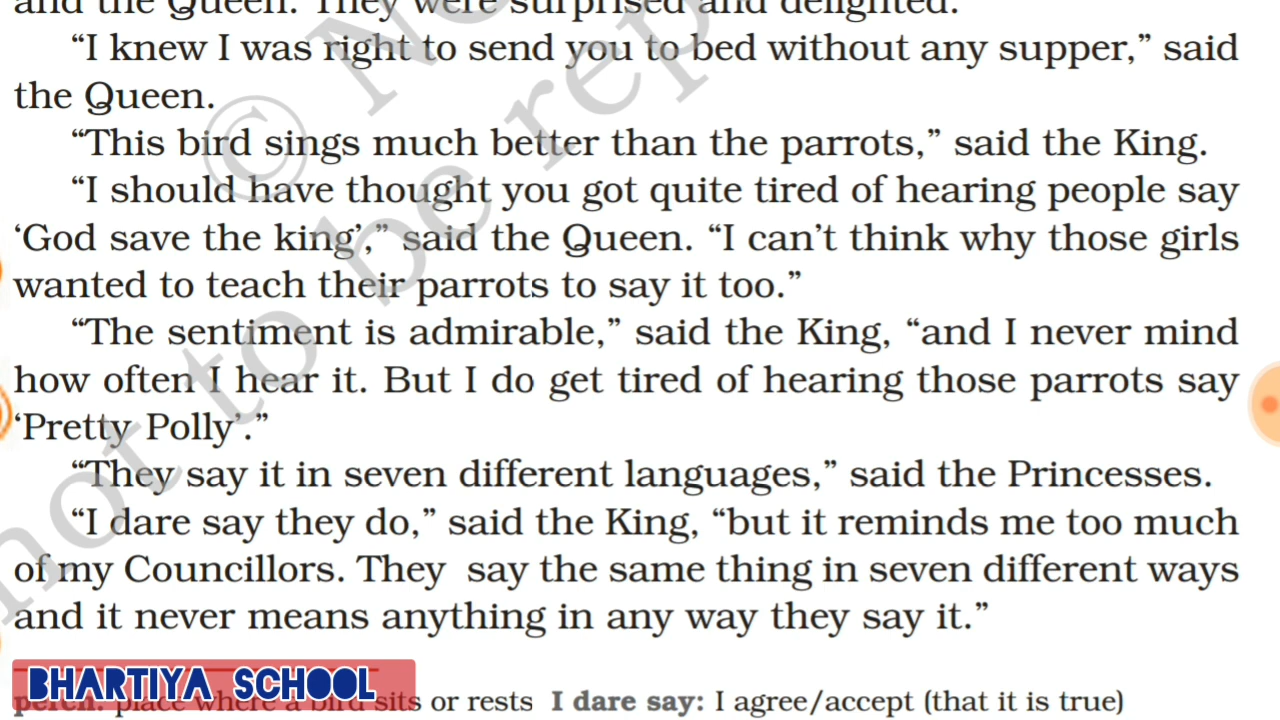 and the Queen. They were surprised and delighted.
“I knew I was right to send you to bed without any supper,” said
the Queen.
“This bird sings much better than the parrots,” said the King.
“I should have thought you got quite tired of hearing people say
‘God save the king’,” said the Queen. “I can’t think why those girls
wanted to teach their parrots to say it too.”
“The sentiment is admirable,” said the King, “and I never mind
how often I hear it. But I do get tired of hearing those parrots say
‘Pretty Polly’.”
“They say it in seven different languages,” said the Princesses.
“I dare say they do,” said the King, “but it reminds me too much
of my Councillors. They say the same thing in seven different ways
and it never means anything in any way they say it.”
BHARTIYA SCHOOL
perch: place where a bird sits or rests I dare say: I agree/accept (that it is true)
© N
not to be rep